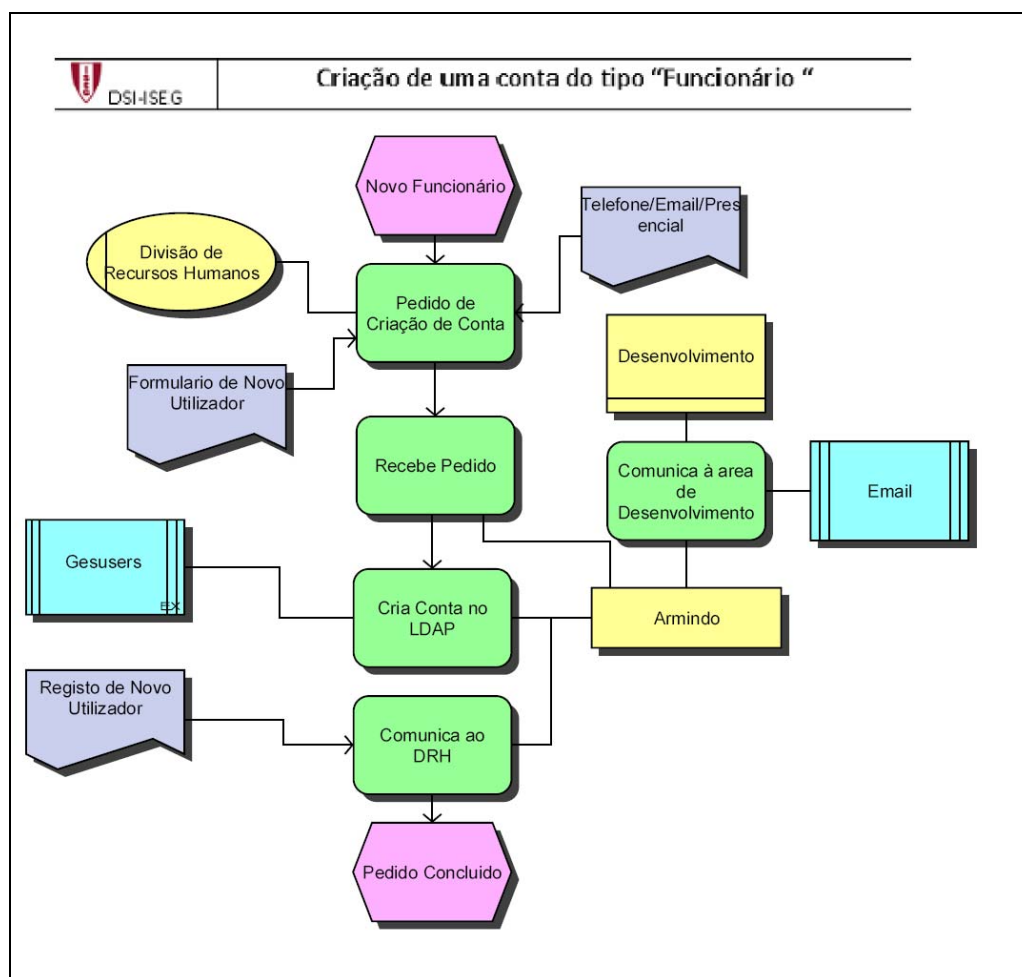 DSI-ISEG
Criação de uma conta do tipo "Funcionário "
Novo Funcionário
Telefone/Email/Pres
encial
Divisão de
Recursos Humanos
Pedido de
Criação de Conta
Desenvolvimento
Formulario de Novo
Utilizador
Recebe Pedido
Comunica à area
de
Desenvolvimento
Email
Gesusers
EX
Cria Conta no
LDAP
Armindo
Registo de Novo
Utilizador
Comunica ao
DRH
Pedido Concluido